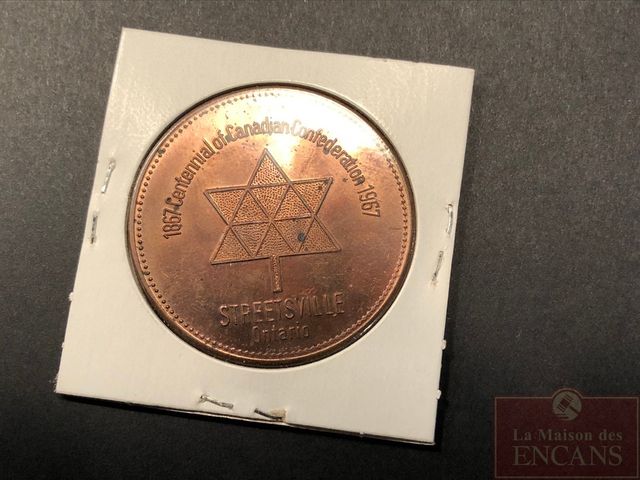 1867-Centennial of Canadian Confederation 1967
STREETSVILLE
Ontario
La Maison des
ENCANS